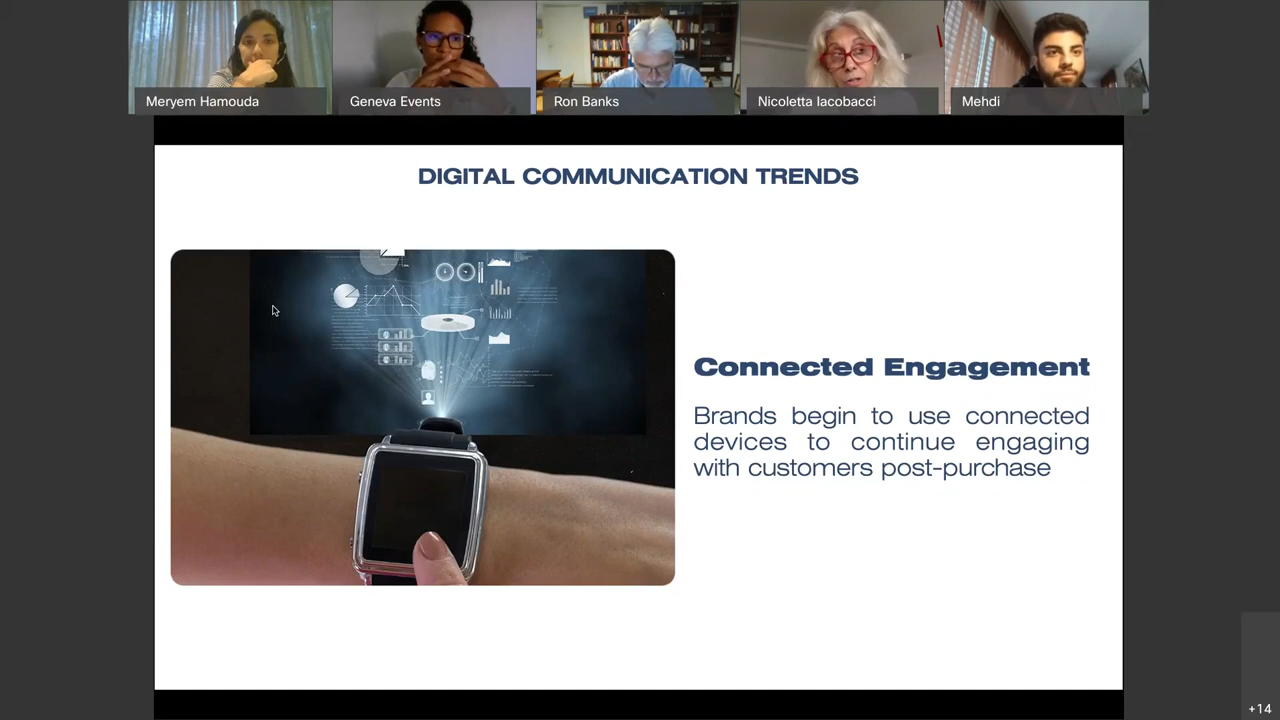 Meryem Hamouda
Geneva Events
Ron Banks
Nicoletta Iacobacci
Mehdi
DIGITAL COMMUNICATION TRENDS
Connected Engagement
Brands begin to use connected
devices to continue engaging
with customers post-purchase
+14